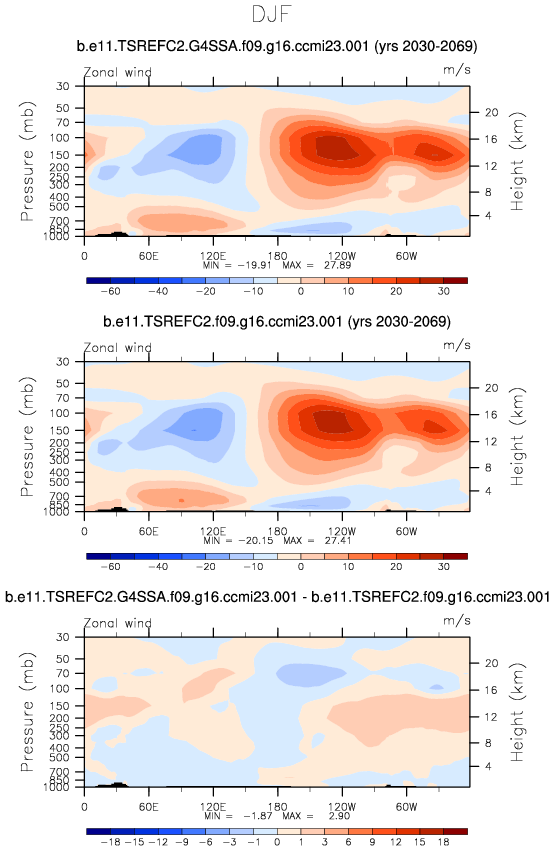 DJF
b.e11.TSREFC2.G4SSA.f09.g16.ccmi23.001 (yrs 2030-2069)
Zonal wind m/s
Pressure (mb)
30
50
70
100
150
200
250
300
400
500
700
850
1000
20
16
12
8
4
Height (km)
0 60E 120E 180 120W 60W
MIN = -19.91 MAX = 27.89
-60 -40 -20 -10 0 10 20 30
b.e11.TSREFC2.f09.g16.ccmi23.001 (yrs 2030-2069)
Zonal wind m/s
Pressure (mb)
30
50
70
100
150
200
250
300
400
500
700
850
1000
20
16
12
8
4
Height (km)
0 60E 120E 180 120W 60W
MIN = -20.15 MAX = 27.41
-60 -40 -20 -10 0 10 20 30
b.e11.TSREFC2.G4SSA.f09.g16.ccmi23.001 - b.e11.TSREFC2.f09.g16.ccmi23.001
Zonal wind m/s
Pressure (mb)
30
50
70
100
150
200
250
300
400
500
700
850
1000
20
16
12
8
4
Height (km)
0 60E 120E 180 120W 60W
MIN = -1.87 MAX = 2.90
-18 -15 -12 -9 -6 -3 -1 0 1 3 6 9 12 15 18